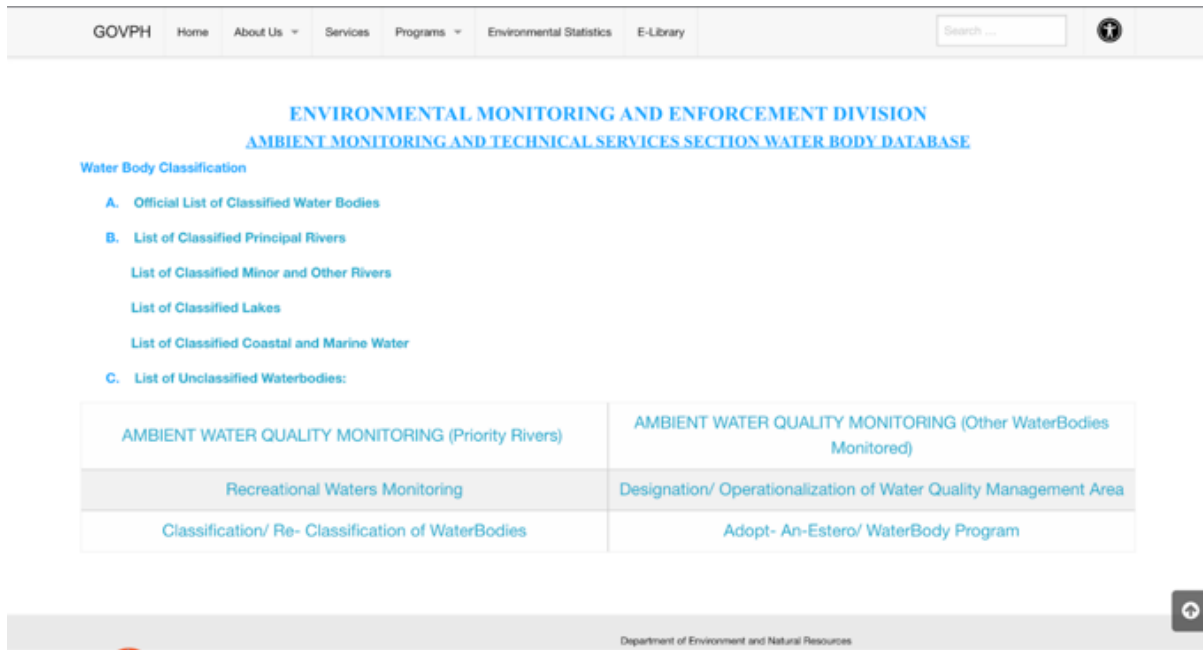 GOVPH Home About Us Services Programs Environmental Statistics E-Library Search ...
ENVIRONMENTAL MONITORING AND ENFORCEMENT DIVISION
AMBIENT MONITORING AND TECHNICAL SERVICES SECTION WATER BODY DATABASE
Water Body Classification
A. Official List of Classified Water Bodies
B. List of Classified Principal Rivers
List of Classified Minor and Other Rivers
List of Classified Lakes
List of Classified Coastal and Marine Water
C. List of Unclassified Waterbodies:
AMBIENT WATER QUALITY MONITORING (Priority Rivers)
AMBIENT WATER QUALITY MONITORING (Other WaterBodies
Monitored)
Recreational Waters Monitoring
Designation/ Operationalization of Water Quality Management Area
Classification/ Re- Classification of WaterBodies
Adopt- An-Estero/ WaterBody Program
Department of Environment and Natural Resources